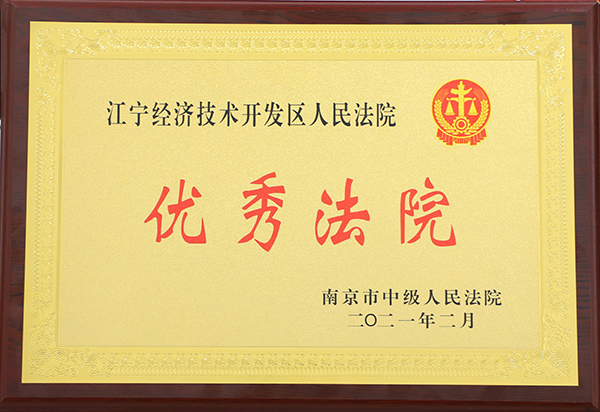 江宁经济技术开发区人民法院
优秀法院
南京市中级人民法院
二〇二一年二月